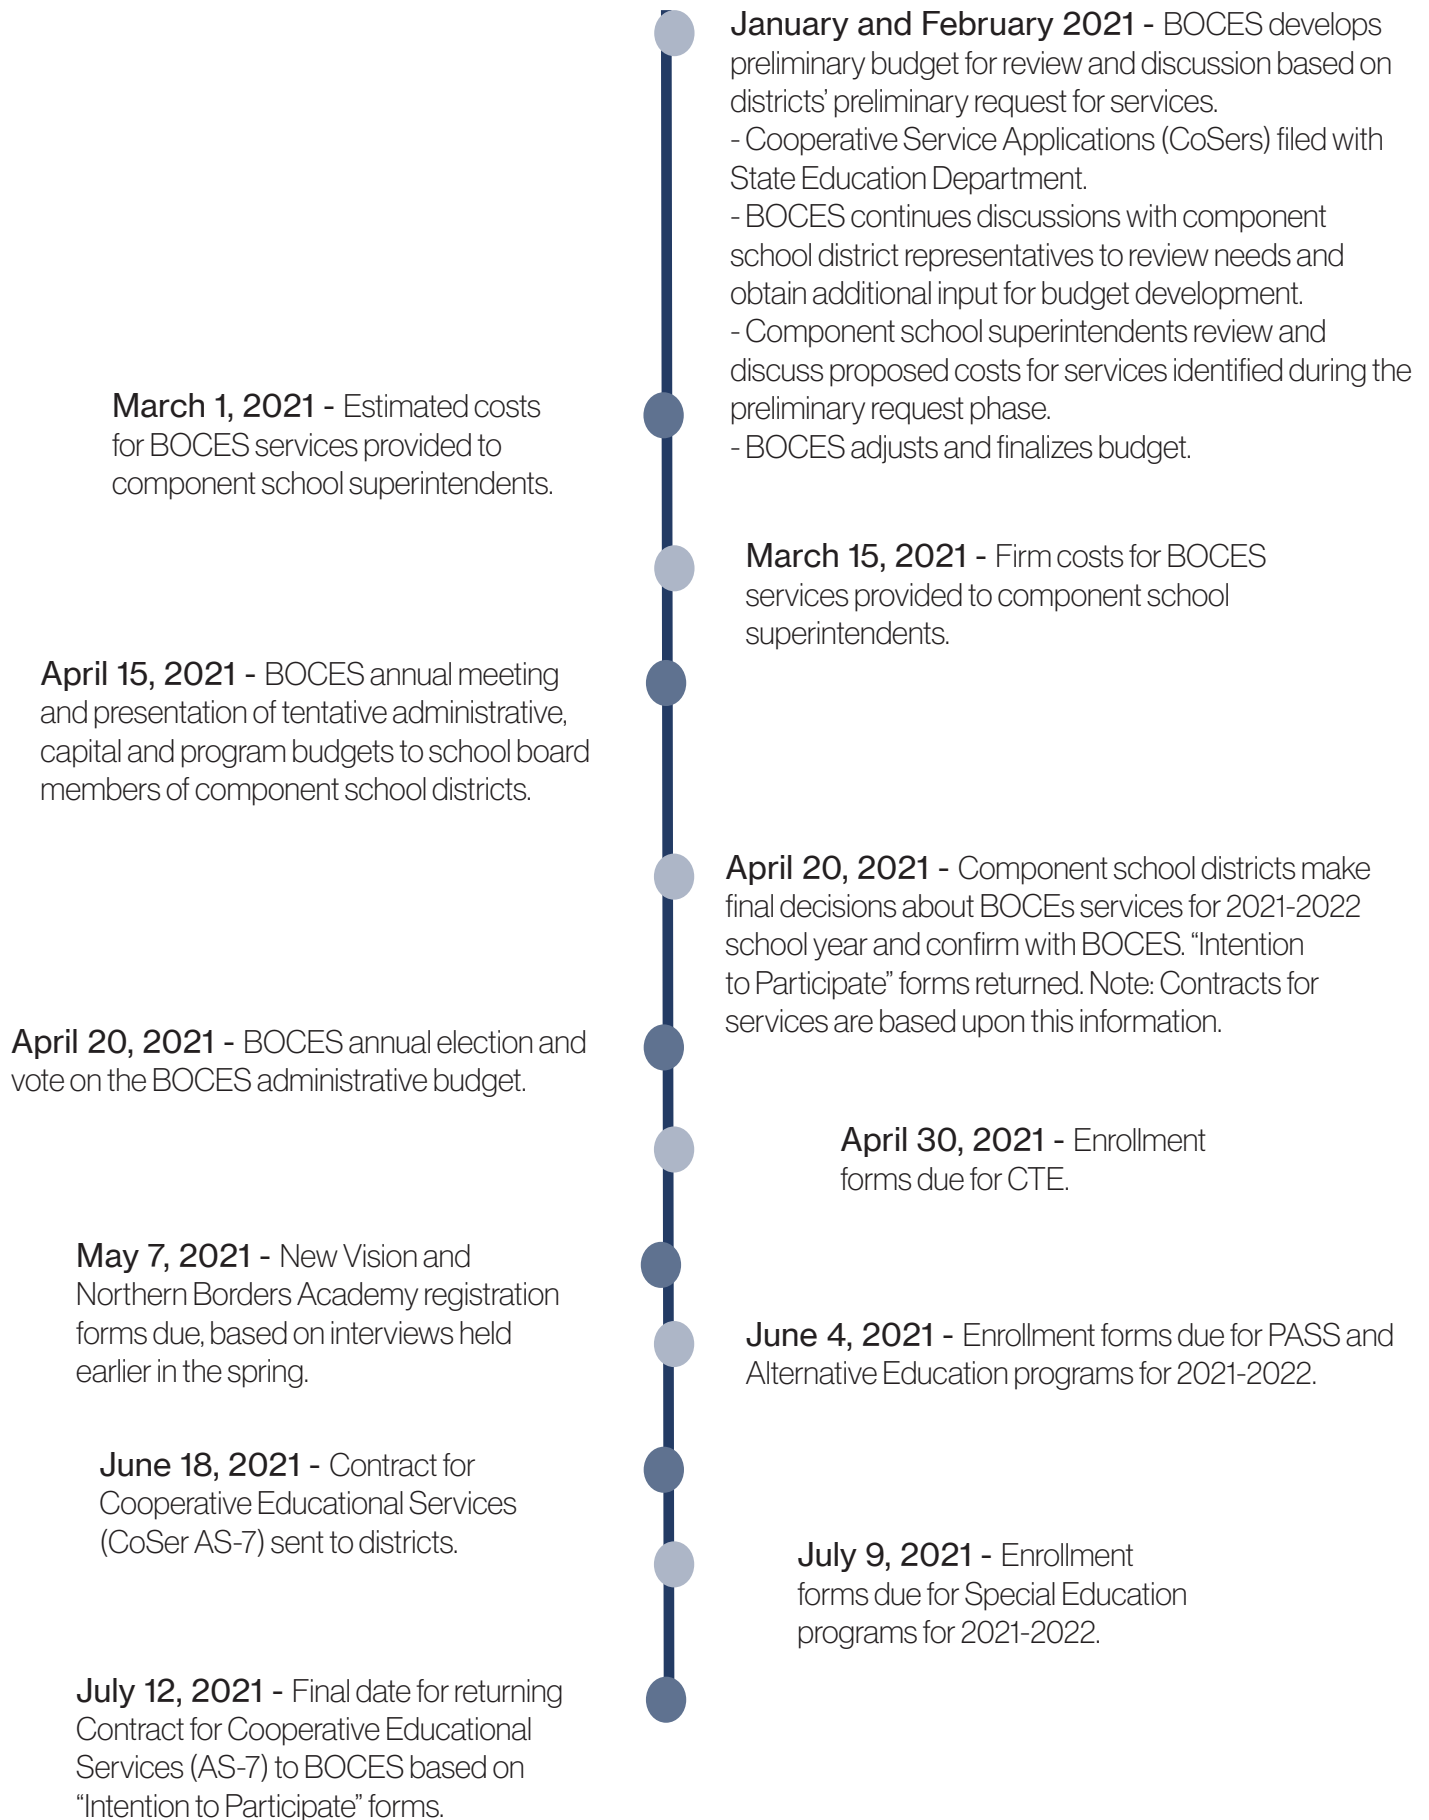 January and February 2021 - BOCES develops
preliminary budget for review and discussion based on
districts’ preliminary request for services.
- Cooperative Service Applications (CoSers) filed with
State Education Department.
- BOCES continues discussions with component
school district representatives to review needs and
obtain additional input for budget development.
- Component school superintendents review and
discuss proposed costs for services identified during the
preliminary request phase.
- BOCES adjusts and finalizes budget.
March 1, 2021 - Estimated costs
for BOCES services provided to
component school superintendents.
March 15, 2021 - Firm costs for BOCES
services provided to component school
superintendents.
April 15, 2021 - BOCES annual meeting
and presentation of tentative administrative,
capital and program budgets to school board
members of component school districts.
April 20, 2021 - Component school districts make
final decisions about BOCEs services for 2021-2022
school year and confirm with BOCES. “Intention
to Participate” forms returned. Note: Contracts for
services are based upon this information.
April 20, 2021 - BOCES annual election and
vote on the BOCES administrative budget.
April 30, 2021 - Enrollment
forms due for CTE.
May 7, 2021 - New Vision and
Northern Borders Academy registration
forms due, based on interviews held
earlier in the spring.
June 4, 2021 - Enrollment forms due for PASS and
Alternative Education programs for 2021-2022.
June 18, 2021 - Contract for
Cooperative Educational Services
(CoSer AS-7) sent to districts.
July 9, 2021 - Enrollment
forms due for Special Education
programs for 2021-2022.
July 12, 2021 - Final date for returning
Contract for Cooperative Educational
Services (AS-7) to BOCES based on
“Intention to Participate” forms.